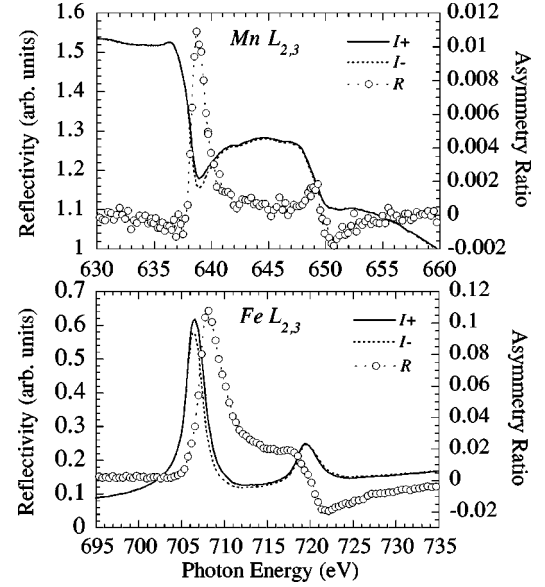 Mn L2,3
I+
I-
R
Reflectivity (arb. units)
1.6
1.5
1.4
1.3
1.2
1.1
1
Asymmetry Ratio
0.012
0.01
0.008
0.006
0.004
0.002
0
-0.002
630 635 640 645 650 655 660
Fe L2,3
I+
I-
R
Reflectivity (arb. units)
0.7
0.6
0.5
0.4
0.3
0.2
0.1
0
Asymmetry Ratio
0.12
0.1
0.08
0.06
0.04
0.02
0
-0.02
695 700 705 710 715 720 725 730 735
Photon Energy (eV)